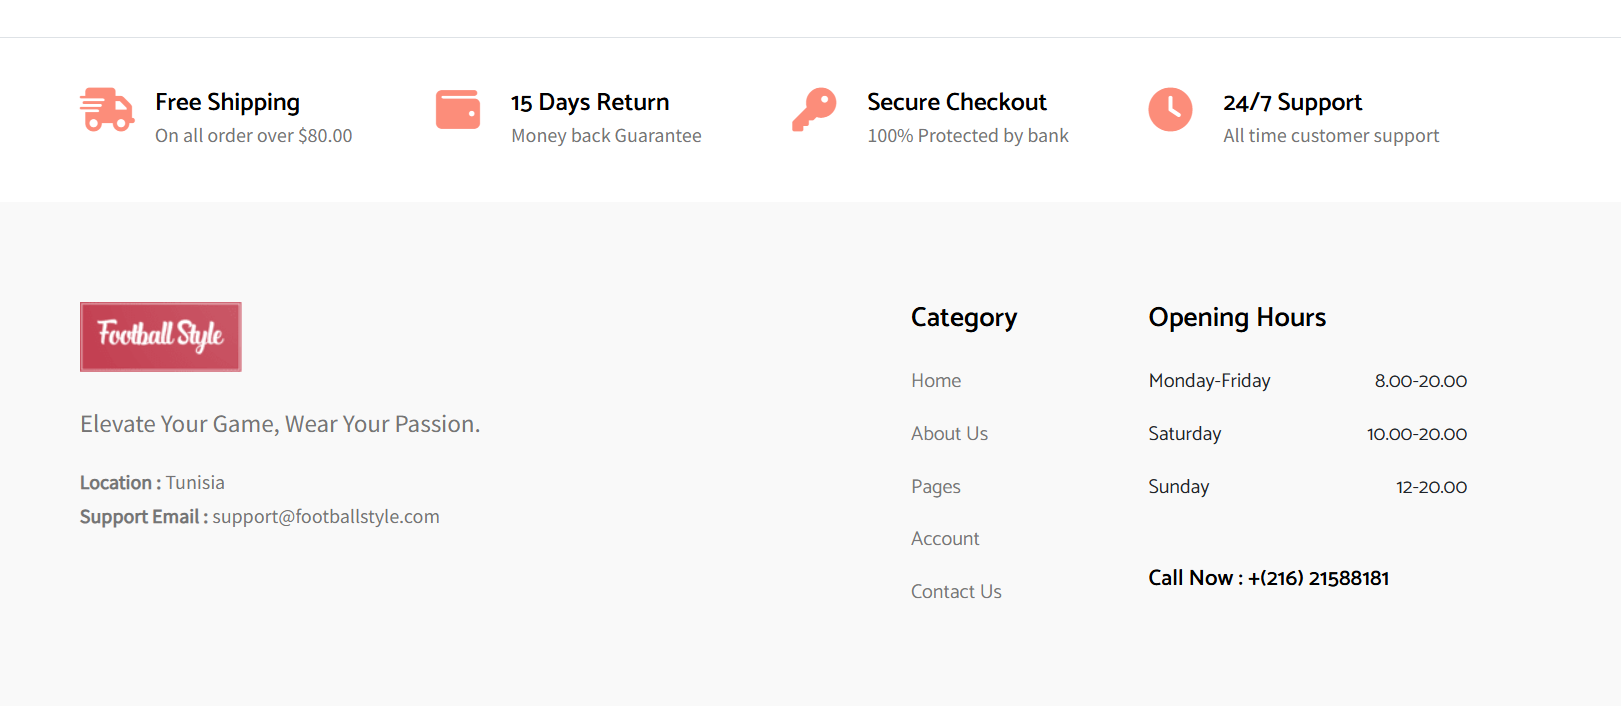 Free Shipping
On all order over $80.00
15 Days Return
Money back Guarantee
Secure Checkout
100% Protected by bank
24/7 Support
All time customer support
Football Style
Elevate Your Game, Wear Your Passion.
Location : Tunisia
Support Email : support@footballstyle.com
Category
Home
About Us
Pages
Account
Contact Us
Opening Hours
Monday-Friday 8.00-20.00
Saturday 10.00-20.00
Sunday 12-20.00
Call Now : +(216) 21588181